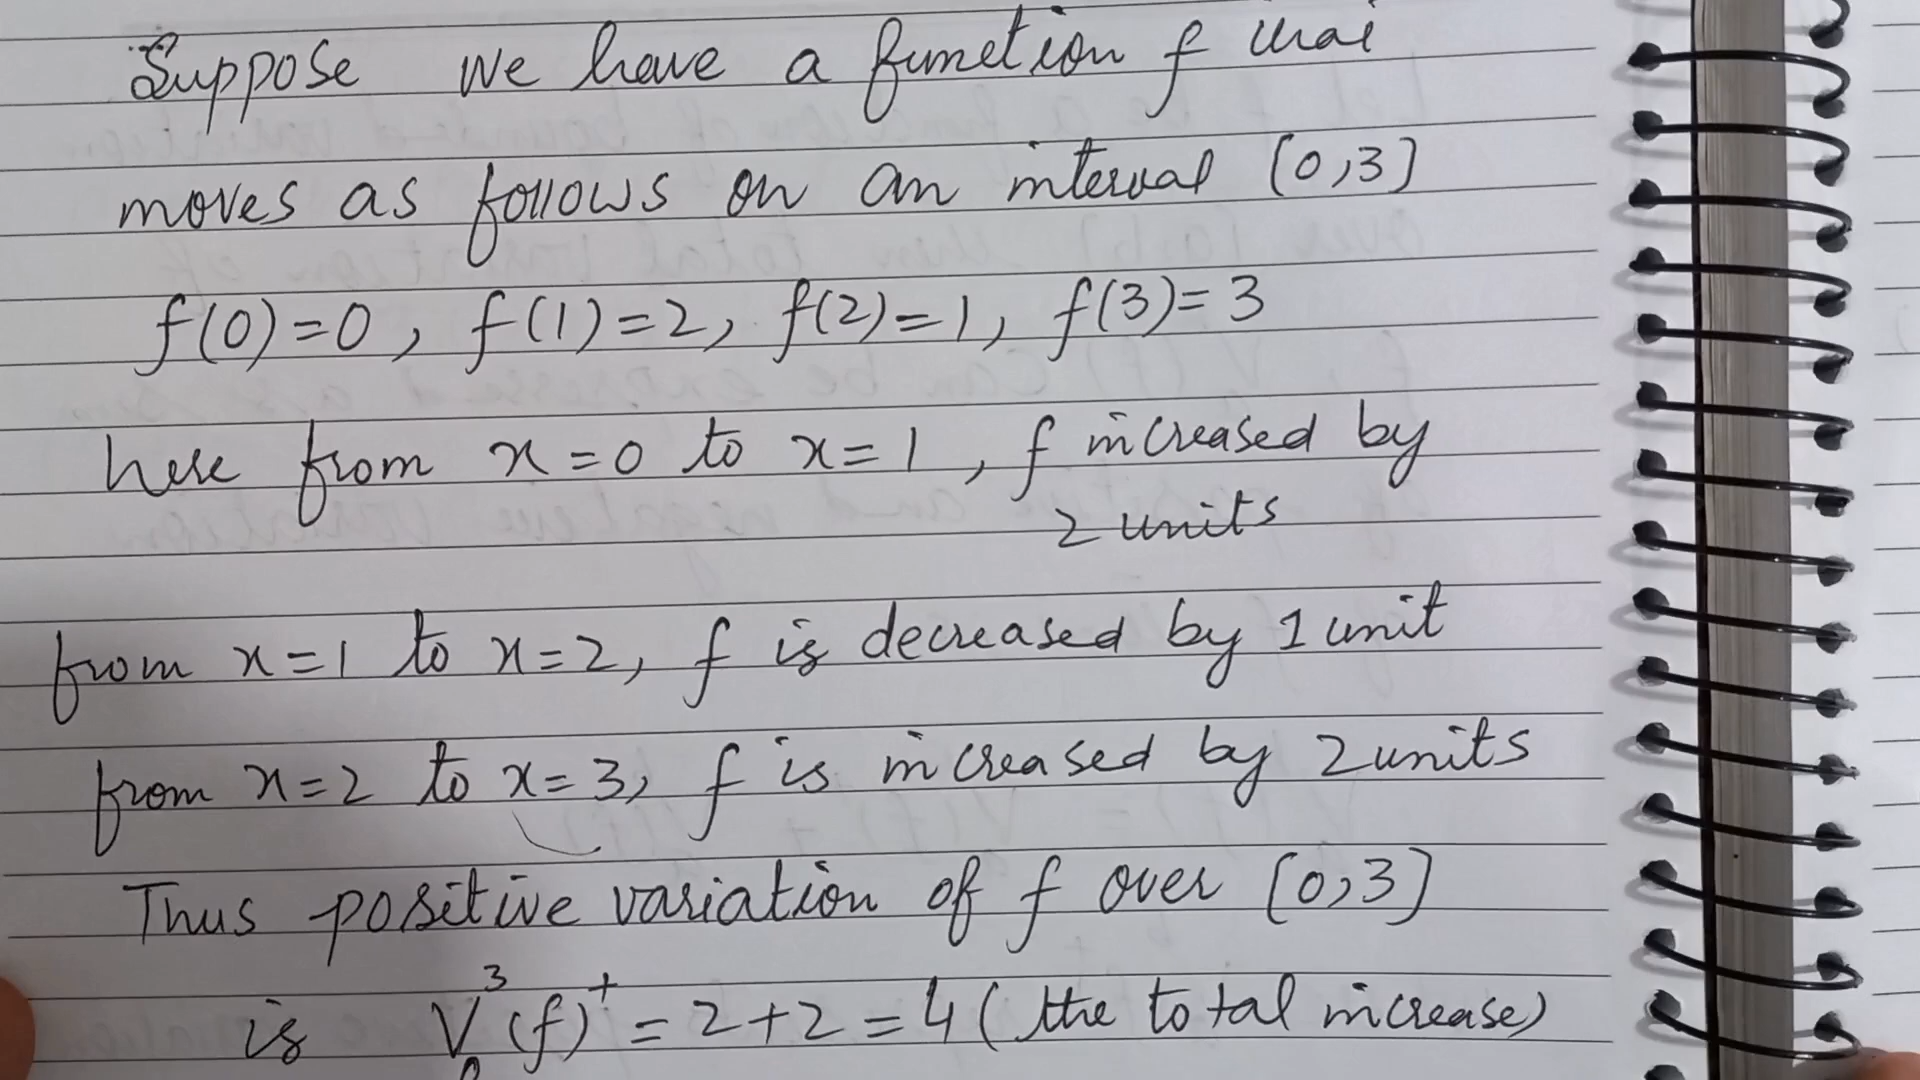 Suppose we have a function f that
moves as follows on an interval [0,3]
f(0)=0, f(1)=2, f(2)=1, f(3)=3
here from x=0 to x=1, f increased by
2 units
from x=1 to x=2, f is decreased by 1 unit
from x=2 to x=3, f is increased by 2 units
Thus positive variation of f over [0,3]
is V₀³(f)⁺ = 2+2=4 (the total increase)